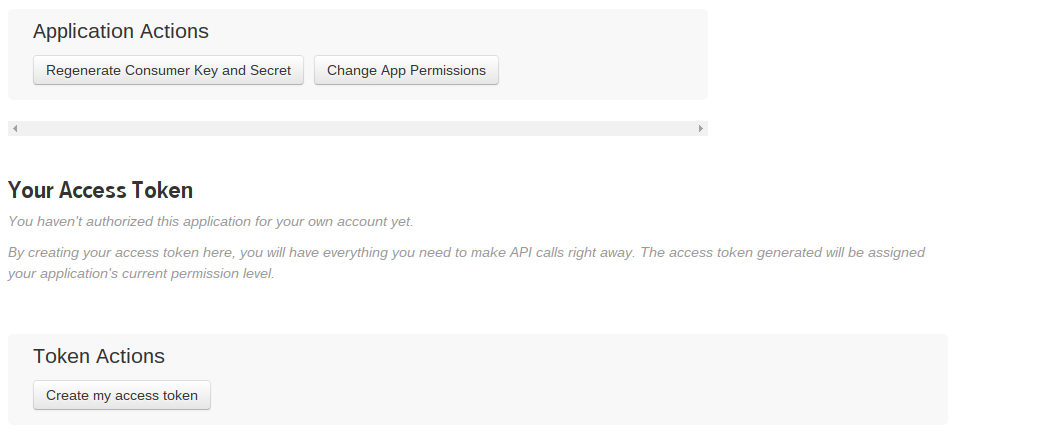 Application Actions
Regenerate Consumer Key and Secret Change App Permissions
Your Access Token
You haven't authorized this application for your own account yet.
By creating your access token here, you will have everything you need to make API calls right away. The access token generated will be assigned
your application's current permission level.
Token Actions
Create my access token